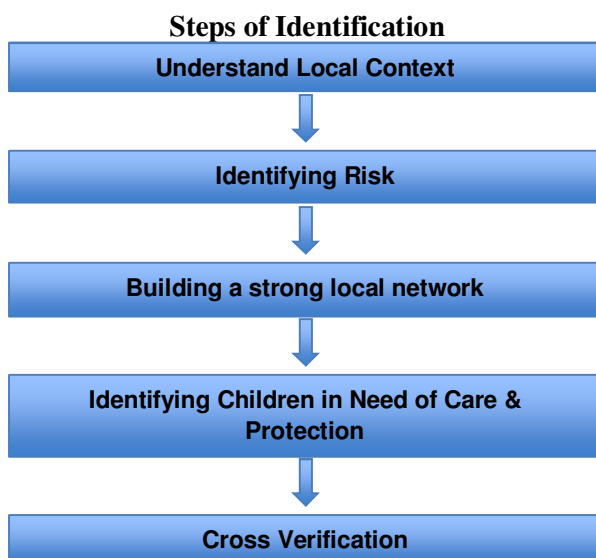 Steps of Identification
Understand Local Context
Identifying Risk
Building a strong local network
Identifying Children in Need of Care &
Protection
Cross Verification